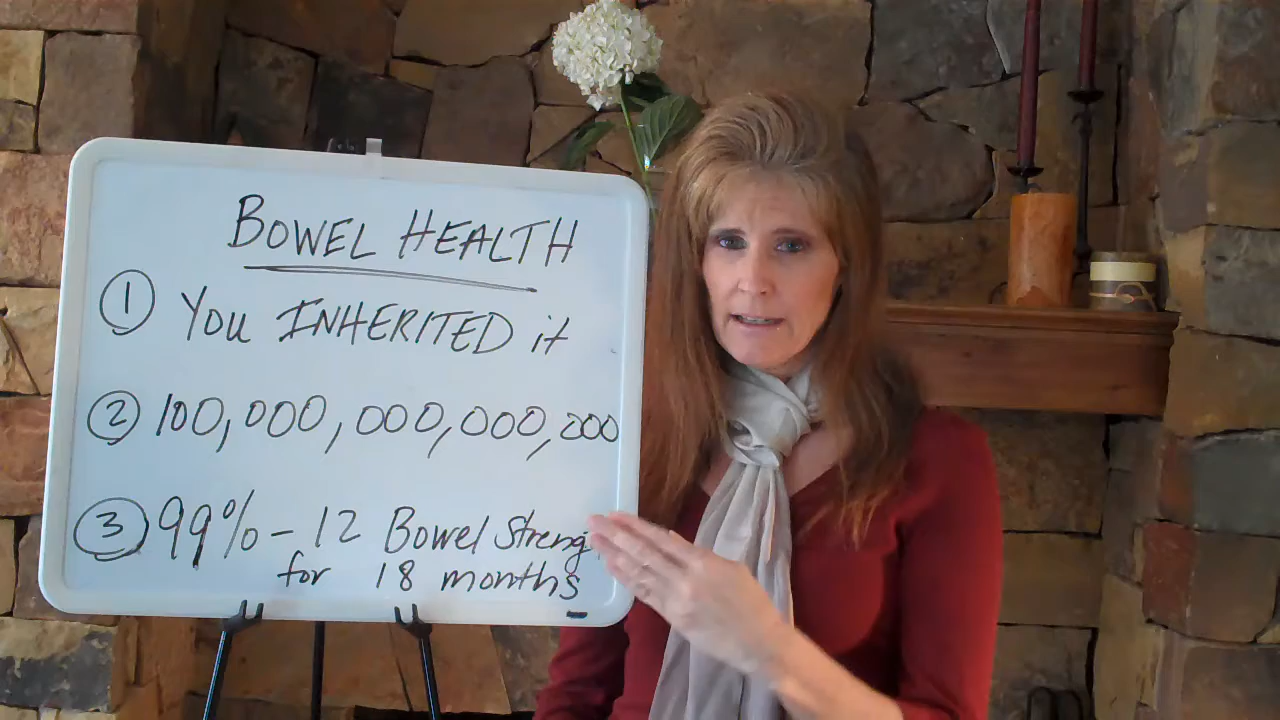 BOWEL HEALTH
1 You INHERITED it
2 100,000,000,000,000
3 99% - 12 Bowel
for 18 months